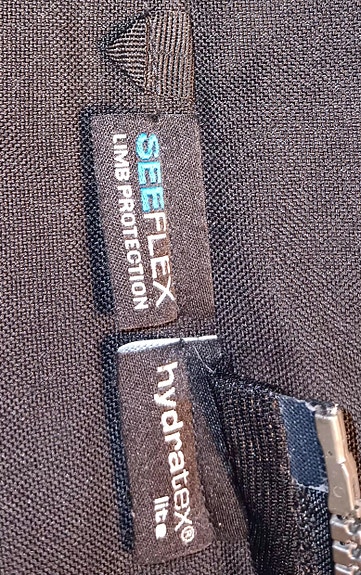 SEEFLEX
LIMB PROTECTION
hydratex®
lite